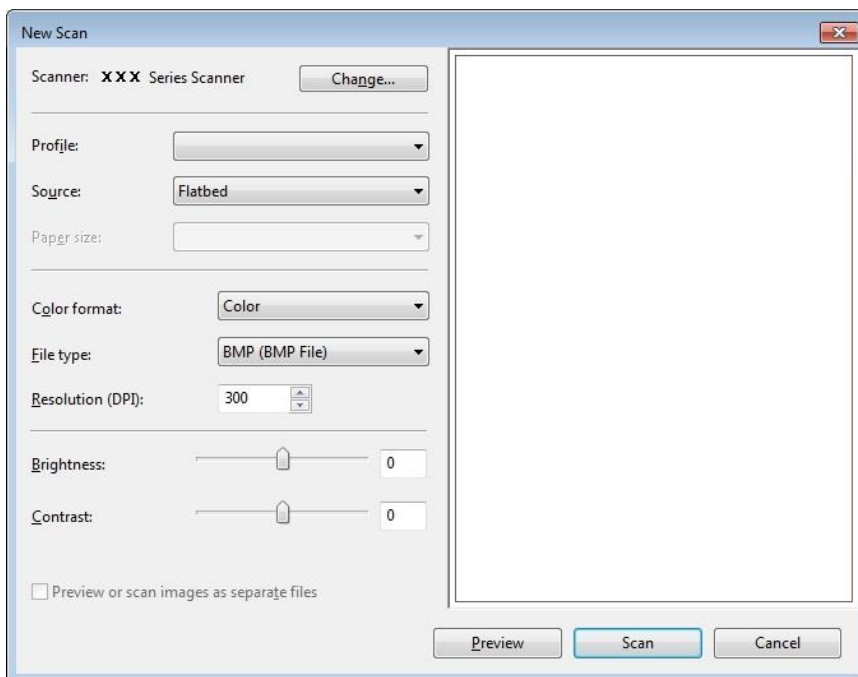 New Scan
Scanner: XXX Series Scanner Change...
Profile:
Source: Flatbed
Paper size:
Color format: Color
File type: BMP (BMP File)
Resolution (DPI): 300
Brightness: 0
Contrast: 0
Preview or scan images as separate files
Preview Scan Cancel